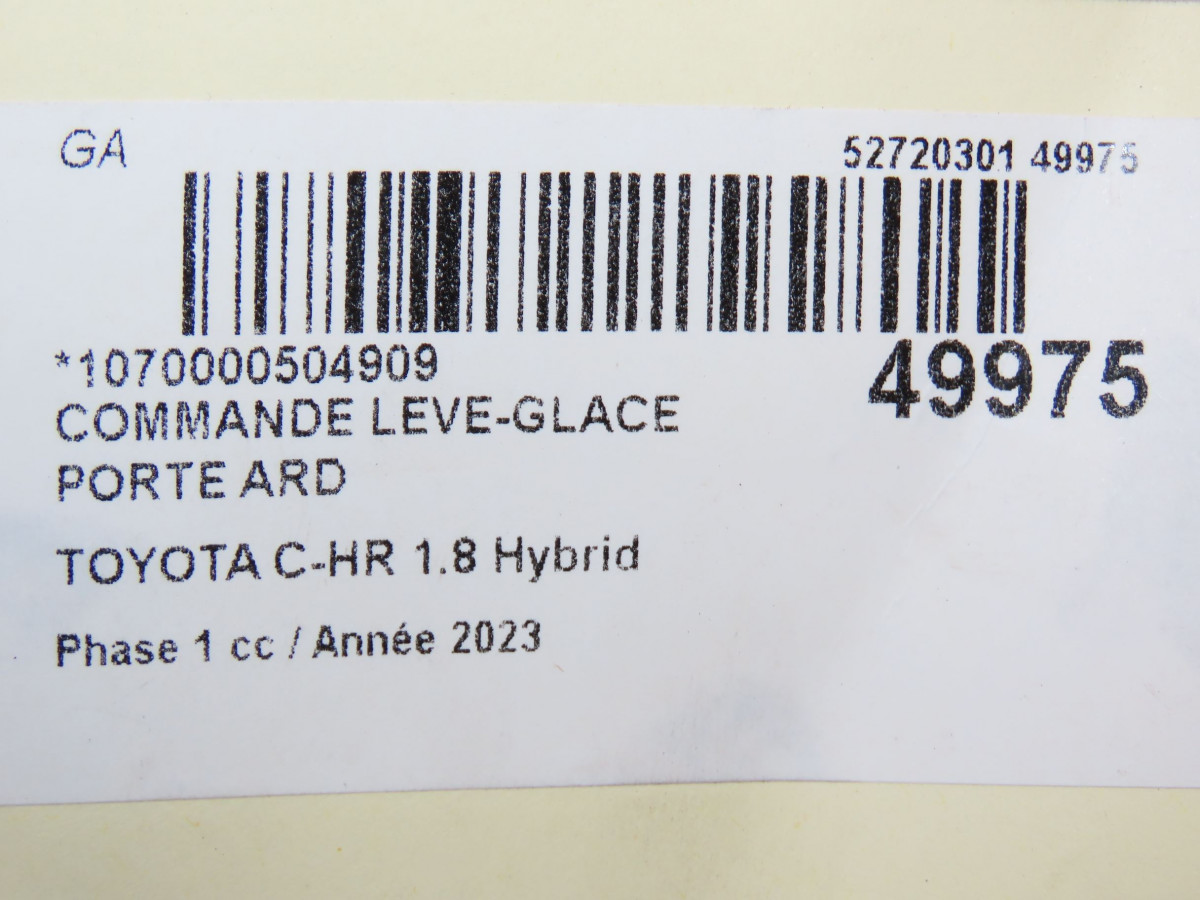 GA
52720301 49975
*1070000504909
49975
COMMANDE LEVE-GLACE
PORTE ARD
TOYOTA C-HR 1.8 Hybrid
Phase 1 cc / Année 2023